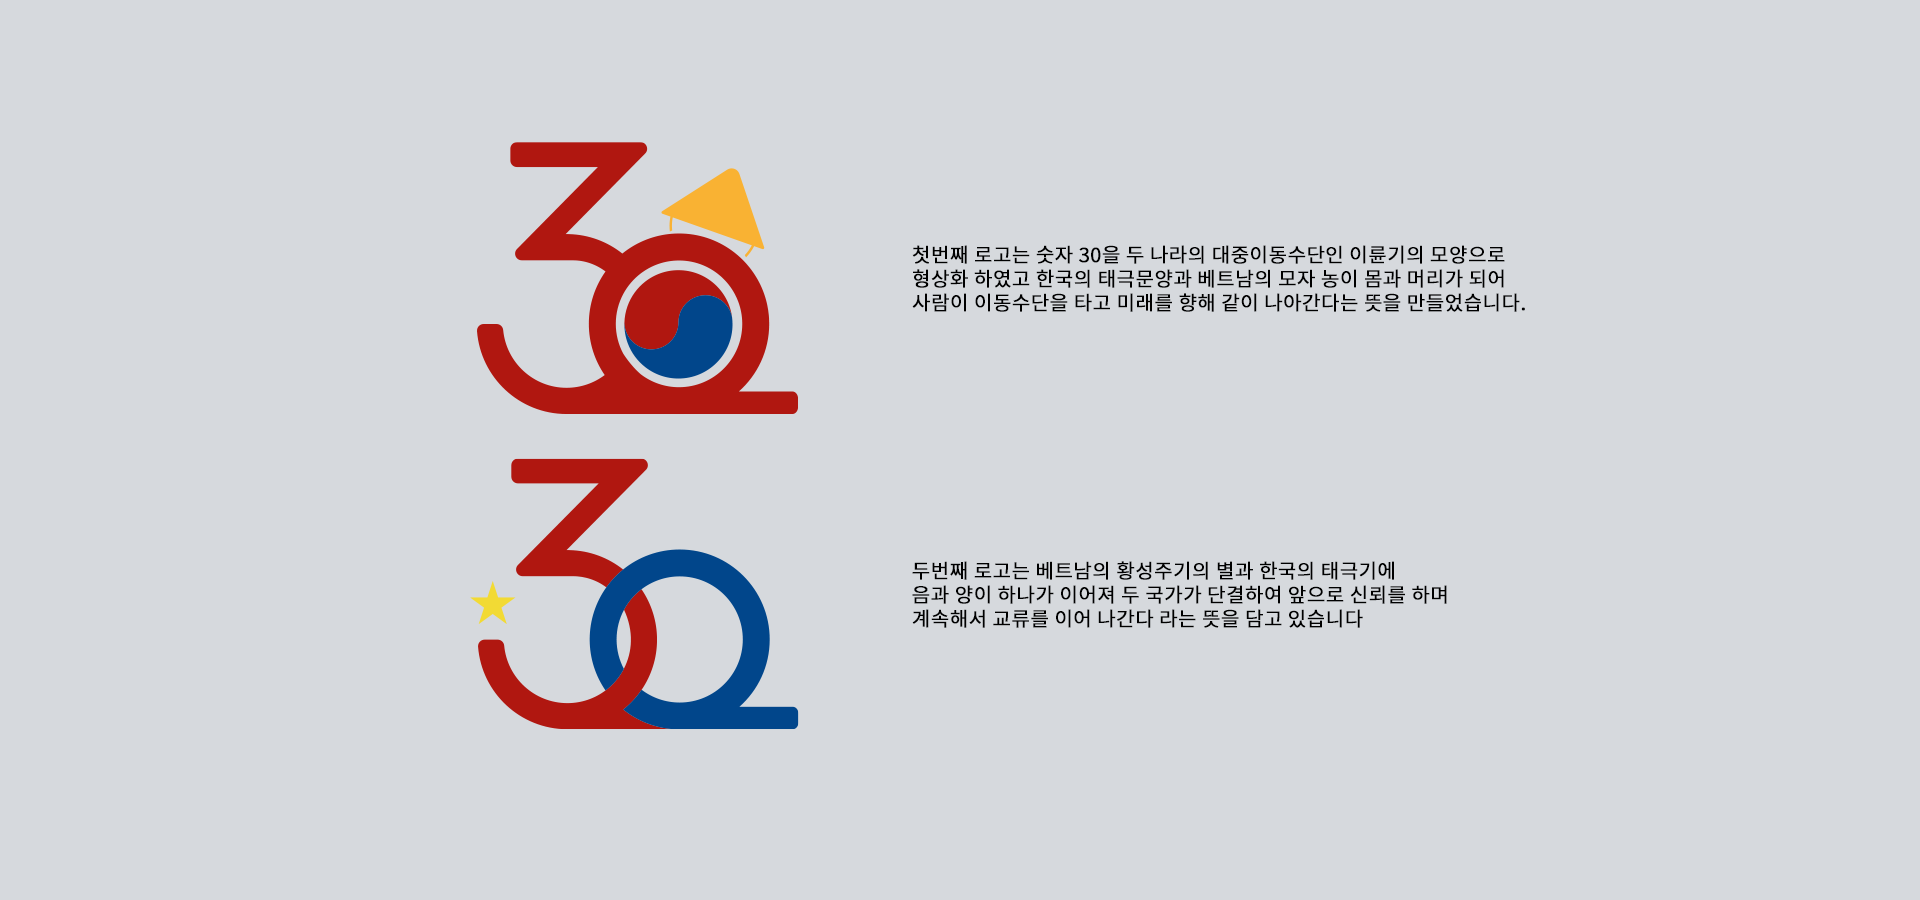 30
첫번째 로고는 숫자 30을 두 나라의 대중이동수단인 이륜기의 모양으로
형상화 하였고 한국의 태극문양과 베트남의 모자 농이 몸과 머리가 되어
사람이 이동수단을 타고 미래를 향해 같이 나아간다는 뜻을 만들었습니다.
30
두번째 로고는 베트남의 황성주기의 별과 한국의 태극기에
음과 양이 하나가 이어져 두 국가가 단결하여 앞으로 신뢰를 하며
계속해서 교류를 이어 나간다 라는 뜻을 담고 있습니다